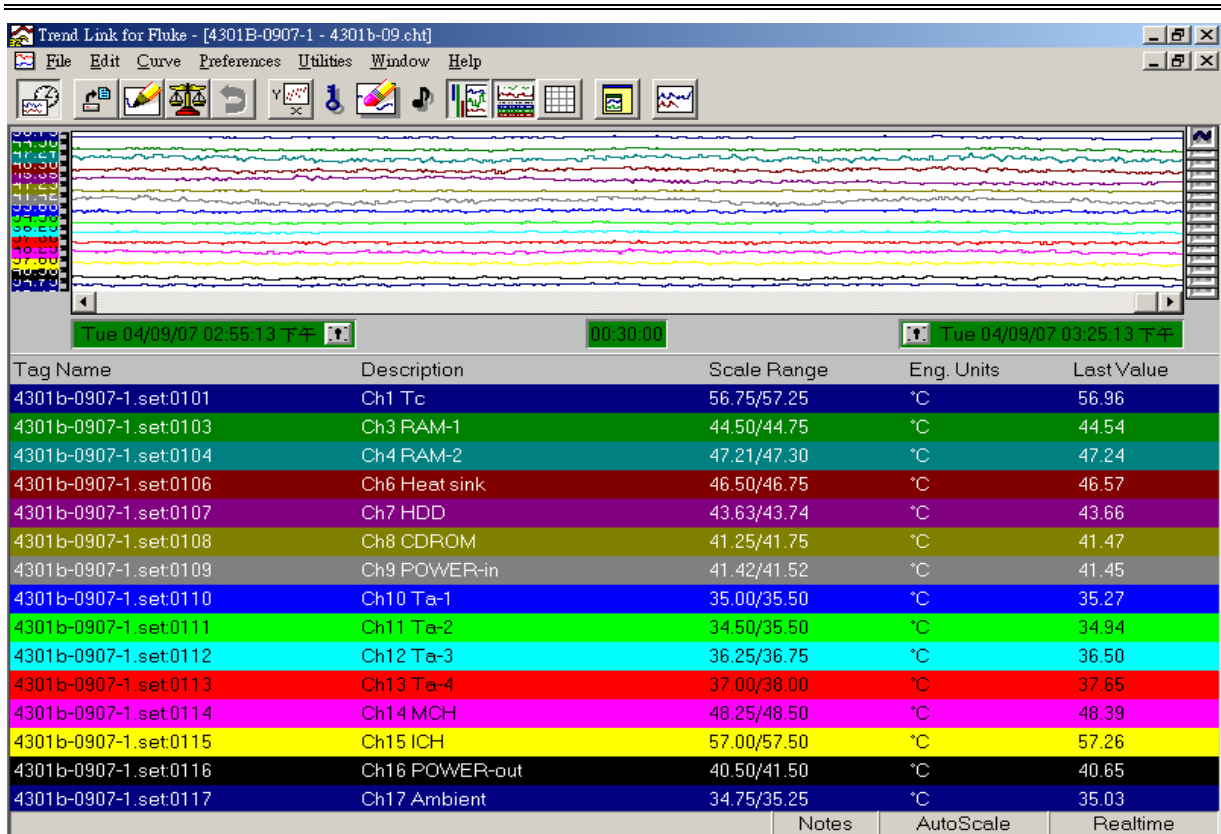 Trend Link for Fluke - [4301B-0907-1 - 4301b-09.cht]
File Edit Curve Preferences Utilities Window Help
Tue 04/09/07 02:55:13 下午 00:30:00 Tue 04/09/07 03:25:13 下午
Tag Name Description Scale Range Eng. Units Last Value
4301b-0907-1.set:0101 Ch1 Tc 56.75/57.25 °C 56.96
4301b-0907-1.set:0103 Ch3 RAM-1 44.50/44.75 °C 44.54
4301b-0907-1.set:0104 Ch4 RAM-2 47.21/47.30 °C 47.24
4301b-0907-1.set:0106 Ch6 Heat sink 46.50/46.75 °C 46.57
4301b-0907-1.set:0107 Ch7 HDD 43.63/43.74 °C 43.66
4301b-0907-1.set:0108 Ch8 CDROM 41.25/41.75 °C 41.47
4301b-0907-1.set:0109 Ch9 POWER-in 41.42/41.52 °C 41.45
4301b-0907-1.set:0110 Ch10 Ta-1 35.00/35.50 °C 35.27
4301b-0907-1.set:0111 Ch11 Ta-2 34.50/35.50 °C 34.94
4301b-0907-1.set:0112 Ch12 Ta-3 36.25/36.75 °C 36.50
4301b-0907-1.set:0113 Ch13 Ta-4 37.00/38.00 °C 37.65
4301b-0907-1.set:0114 Ch14 MCH 48.25/48.50 °C 48.39
4301b-0907-1.set:0115 Ch15 ICH 57.00/57.50 °C 57.26
4301b-0907-1.set:0116 Ch16 POWER-out 40.50/41.50 °C 40.65
4301b-0907-1.set:0117 Ch17 Ambient 34.75/35.25 °C 35.03
Notes AutoScale Realtime